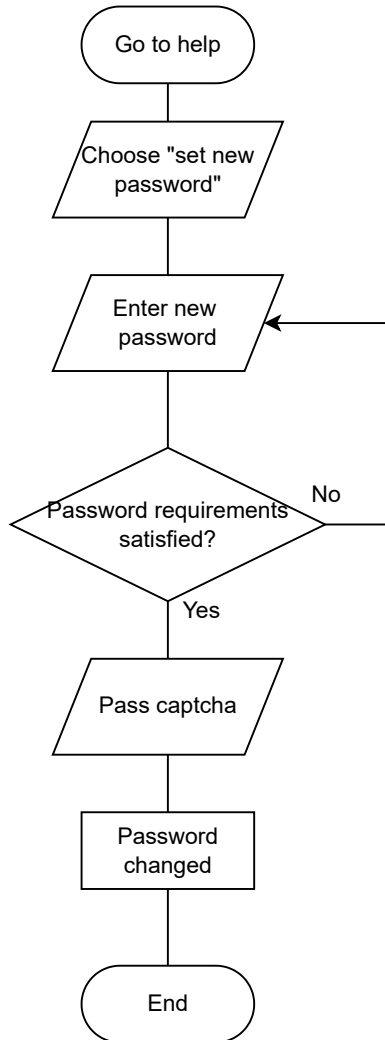 Go to help
Choose "set new
password"
Enter new
password
Password requirements
satisfied?
No
Yes
Pass captcha
Password
changed
End